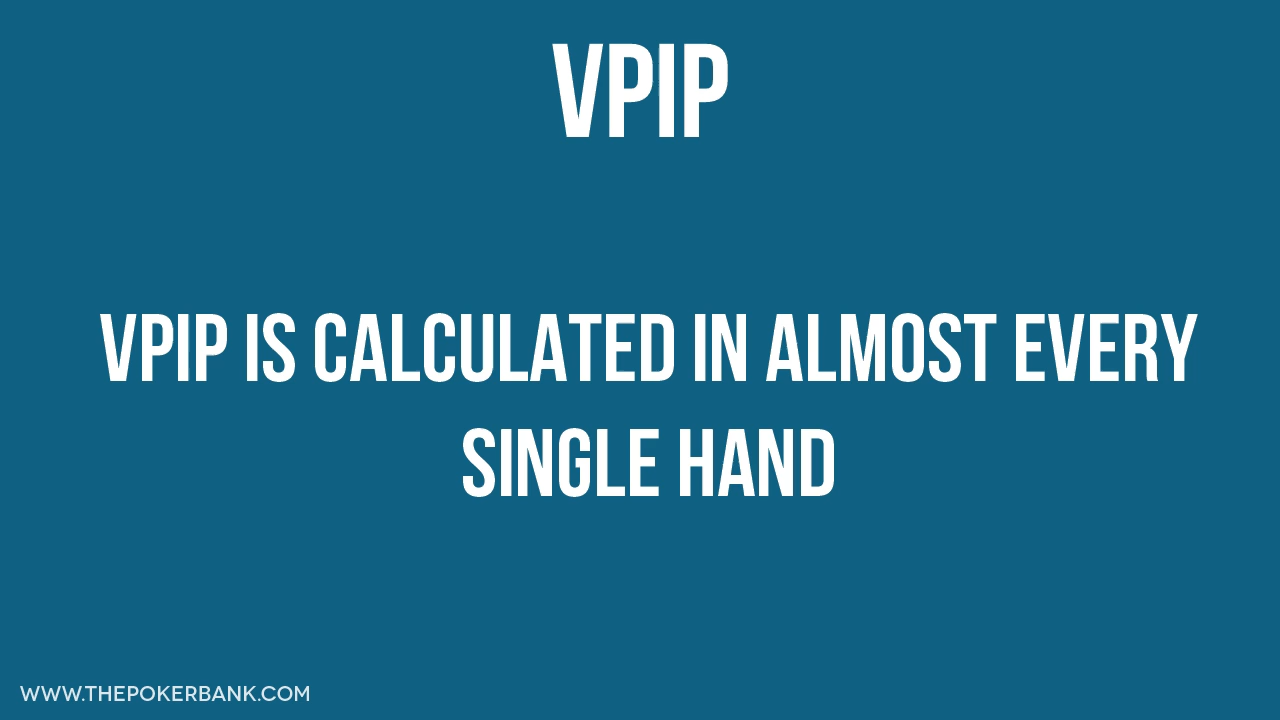 VPIP
VPIP IS CALCULATED IN ALMOST EVERY
SINGLE HAND
WWW.THEPOKERBANK.COM